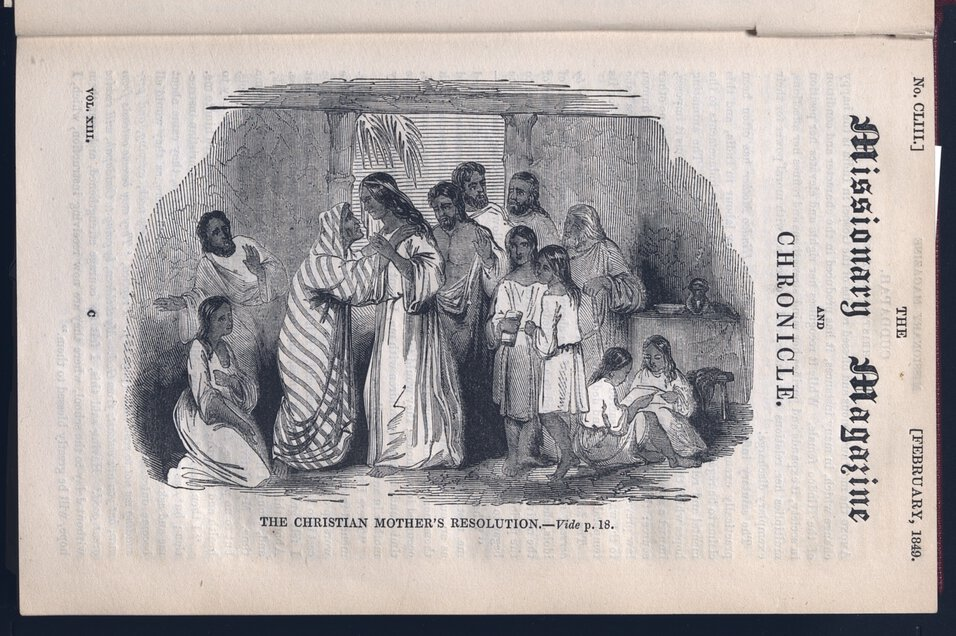 No. CLIII.] [FEBRUARY, 1849.
THE
Missionary Magazine
AND
CHRONICLE.
THE CHRISTIAN MOTHER'S RESOLUTION.—Vide p. 18.
VOL. XIII. C